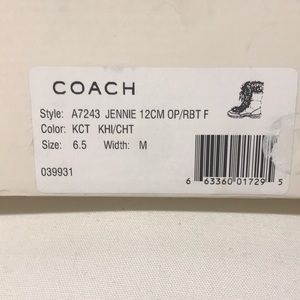 COACH
Style: A7243 JENNIE 12CM OP/RBT F
Color: KCT KHI/CHT
Size: 6.5 Width: M
039931
6 63360 01729 5